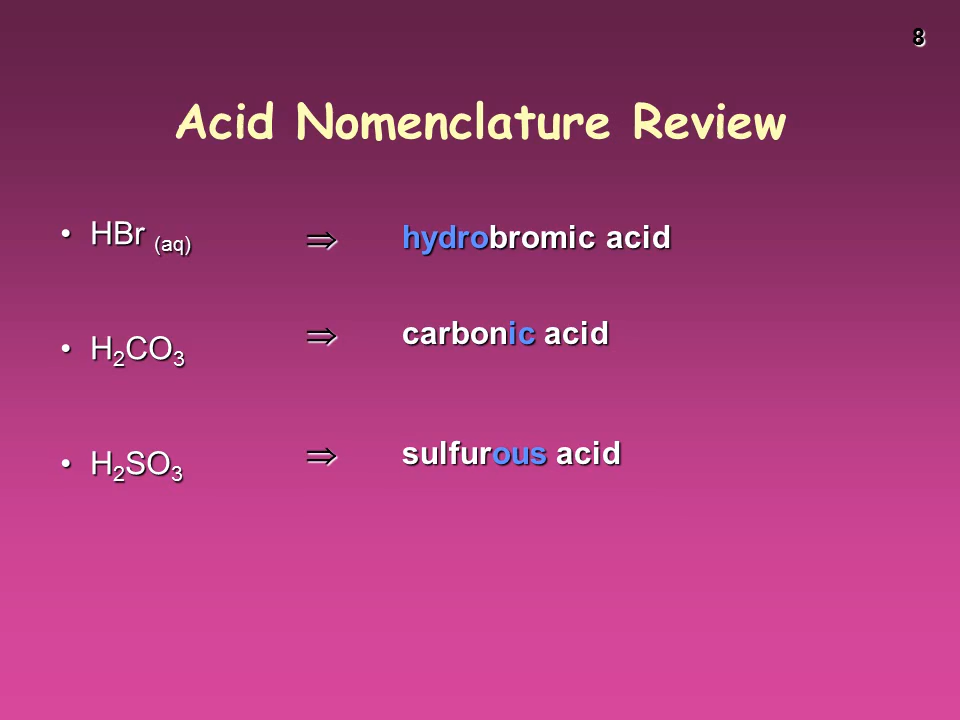 8
Acid Nomenclature Review
• HBr (aq) ⇒ hydrobromic acid
• H₂CO₃ ⇒ carbonic acid
• H₂SO₃ ⇒ sulfurous acid